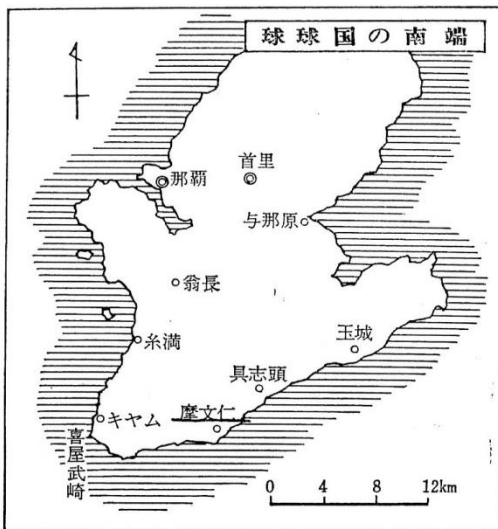 球球国の南端
那覇
首里
与那原
翁長
糸満
玉城
具志頭
摩文仁
キヤム
喜屋武崎
0 4 8 12km